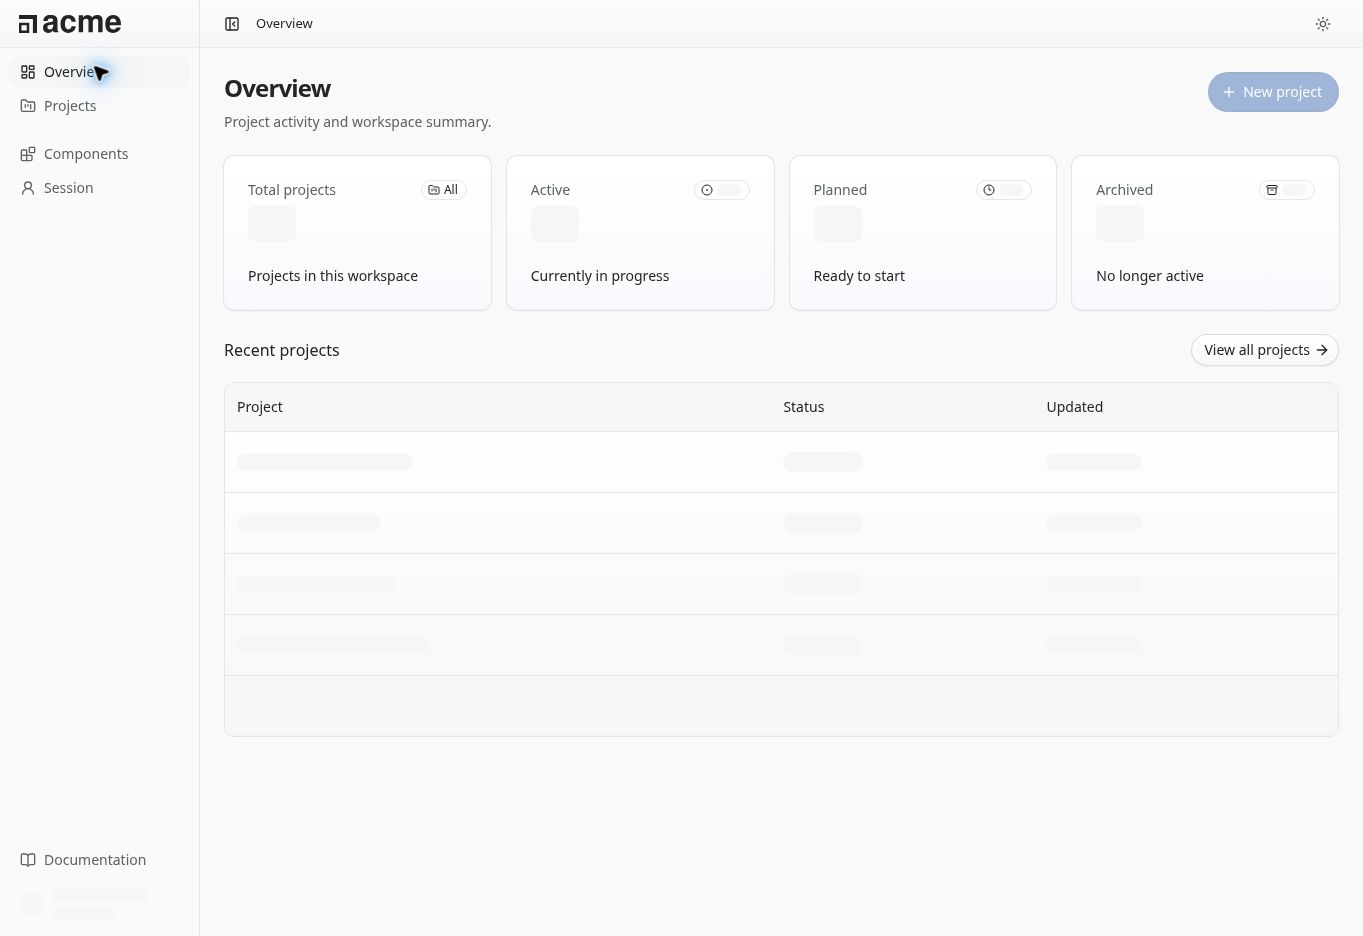 acme
Overview
Overvie
New project
Projects
Project activity and workspace summary.
Components
Session
Total projects
All
Active
Planned
Archived
Projects in this workspace
Currently in progress
Ready to start
No longer active
Recent projects
View all projects
Project
Status
Updated
Documentation